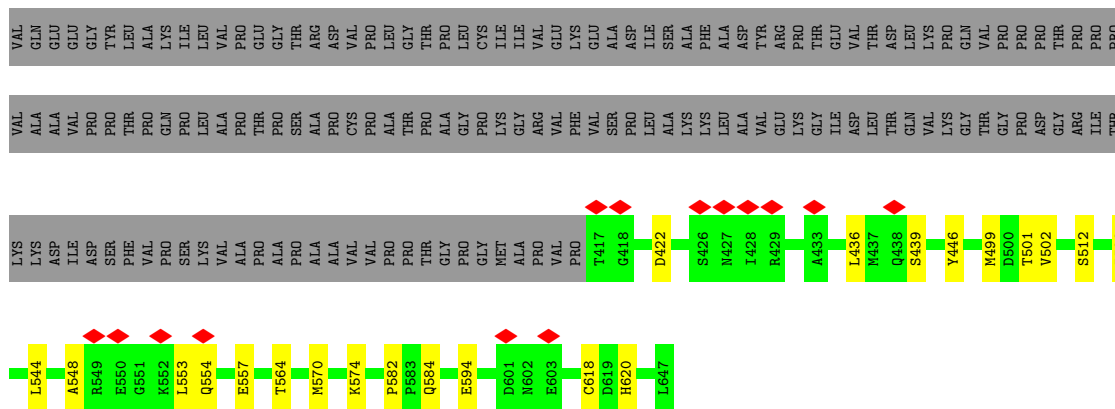 VAL GLN GLU GLU GLY TYR LEU ALA LYS ILE LEU VAL PRO GLU GLY THR ARG ASP VAL PRO LEU GLY THR PRO LEU CYS ILE ILE VAL GLU LYS GLU ALA ASP ILE SER ALA PHE ALA ASP TYR ARG PRO THR GLU VAL THR ASP LEU LYS PRO GLN VAL PRO PRO PRO THR PRO PRO PRO
VAL ALA ALA VAL PRO PRO THR PRO GLN PRO LEU ALA PRO THR PRO SER ALA PRO CYS PRO ALA THR PRO ALA GLY PRO LYS GLY ARG VAL PHE VAL SER PRO LEU ALA LYS LYS LEU ALA VAL GLU LYS GLY ILE ASP LEU THR GLN VAL LYS GLY THR GLY PRO ASP GLY ARG ILE THR
LYS LYS ASP ILE ASP SER PHE VAL PRO SER LYS VAL ALA PRO ALA PRO ALA ALA VAL VAL PRO PRO THR GLY PRO GLY MET ALA PRO VAL PRO T417 G418 D422 S426 N427 I428 R429 A433 L436 M437 Q438 S439 Y446 M499 D500 T501 V502 S512
L544 A548 R549 E550 G551 K552 L553 Q554 E557 T564 M570 K574 P582 P583 Q584 E594 D601 N602 E603 C618 D619 H620 L647